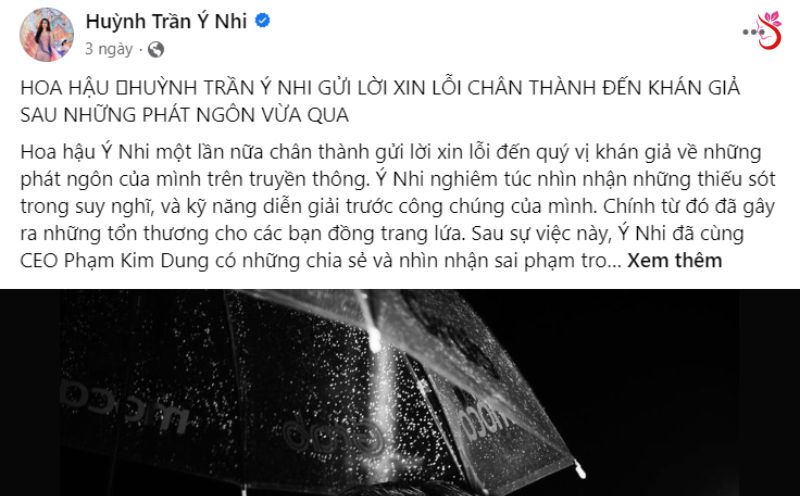 Huỳnh Trần Ý Nhi
3 ngày ·
HOA HẬU ▯HUỲNH TRẦN Ý NHI GỬI LỜI XIN LỖI CHÂN THÀNH ĐẾN KHÁN GIẢ
SAU NHỮNG PHÁT NGÔN VỪA QUA
Hoa hậu Ý Nhi một lần nữa chân thành gửi lời xin lỗi đến quý vị khán giả về những
phát ngôn của mình trên truyền thông. Ý Nhi nghiêm túc nhìn nhận những thiếu sót
trong suy nghĩ, và kỹ năng diễn giải trước công chúng của mình. Chính từ đó đã gây
ra những tổn thương cho các bạn đồng trang lứa. Sau sự việc này, Ý Nhi đã cùng
CEO Phạm Kim Dung có những chia sẻ và nhìn nhận sai phạm tro... Xem thêm
moca
Grab
moca